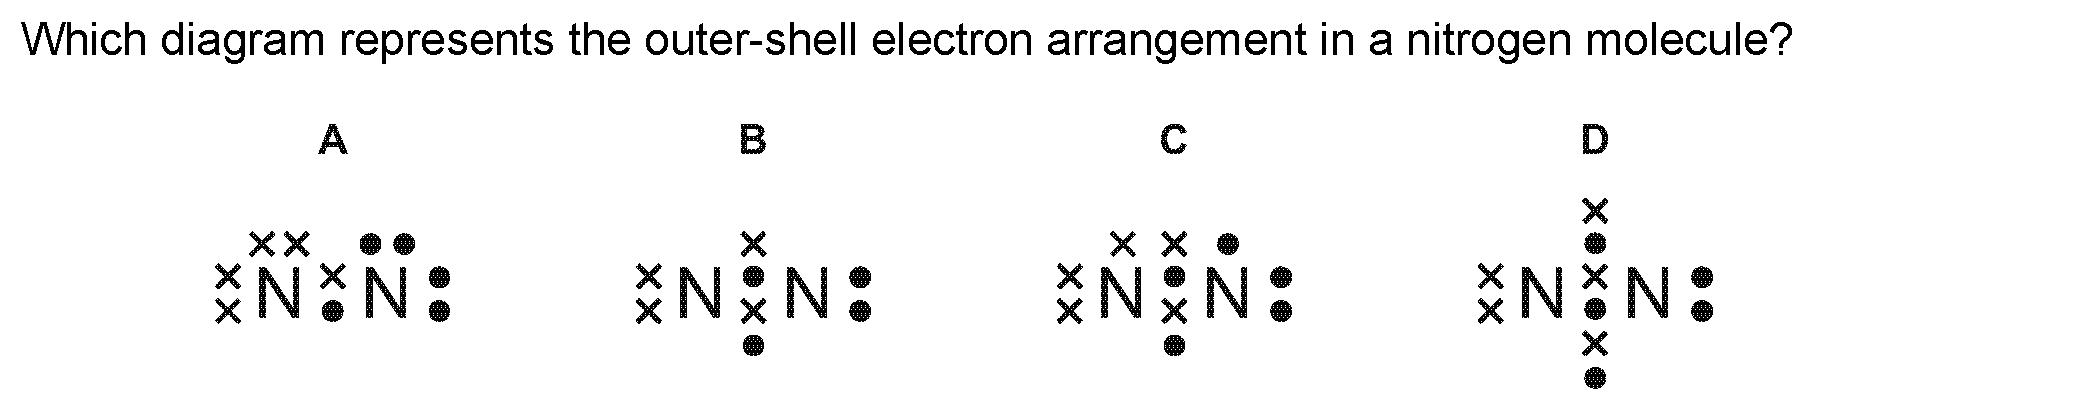 Which diagram represents the outer-shell electron arrangement in a nitrogen molecule?
A B C D
N N N N N N N N